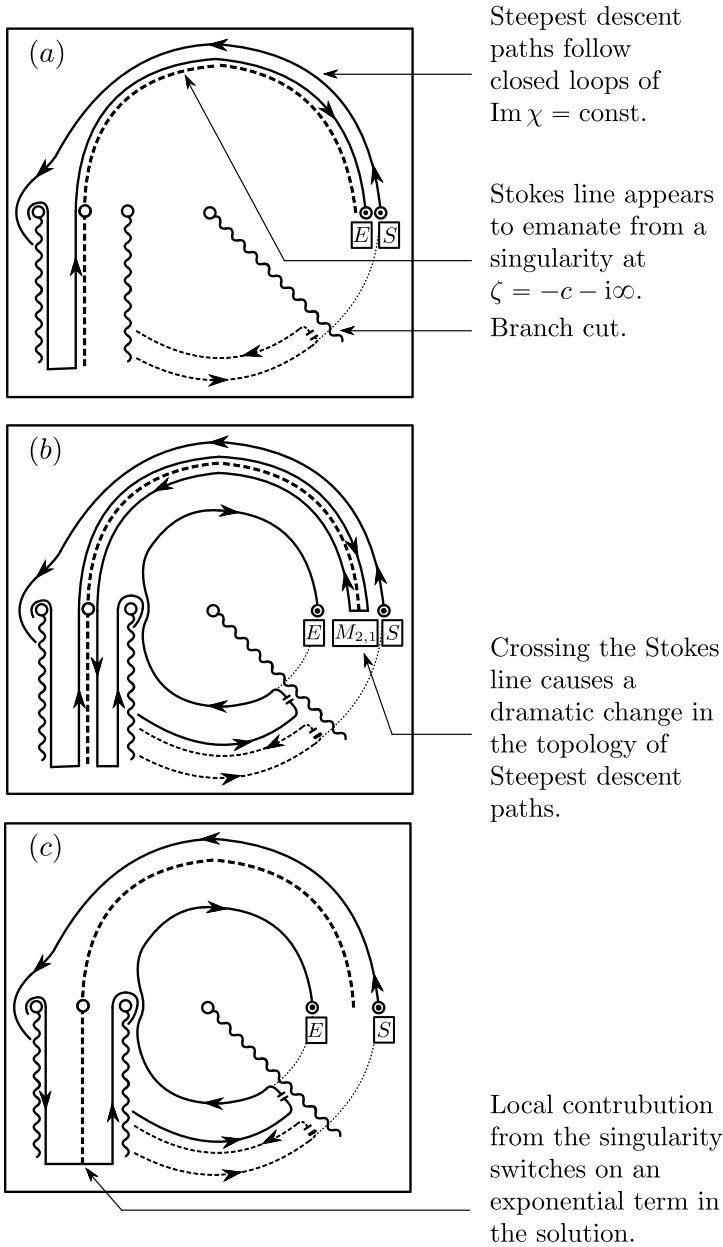 (a)
Steepest descent
paths follow
closed loops of
Im χ = const.
Stokes line appears
to emanate from a
singularity at
ζ = −c − i∞.
Branch cut.
E S
(b)
E M₂,₁ S
Crossing the Stokes
line causes a
dramatic change in
the topology of
Steepest descent
paths.
(c)
E S
Local contrubution
from the singularity
switches on an
exponential term in
the solution.